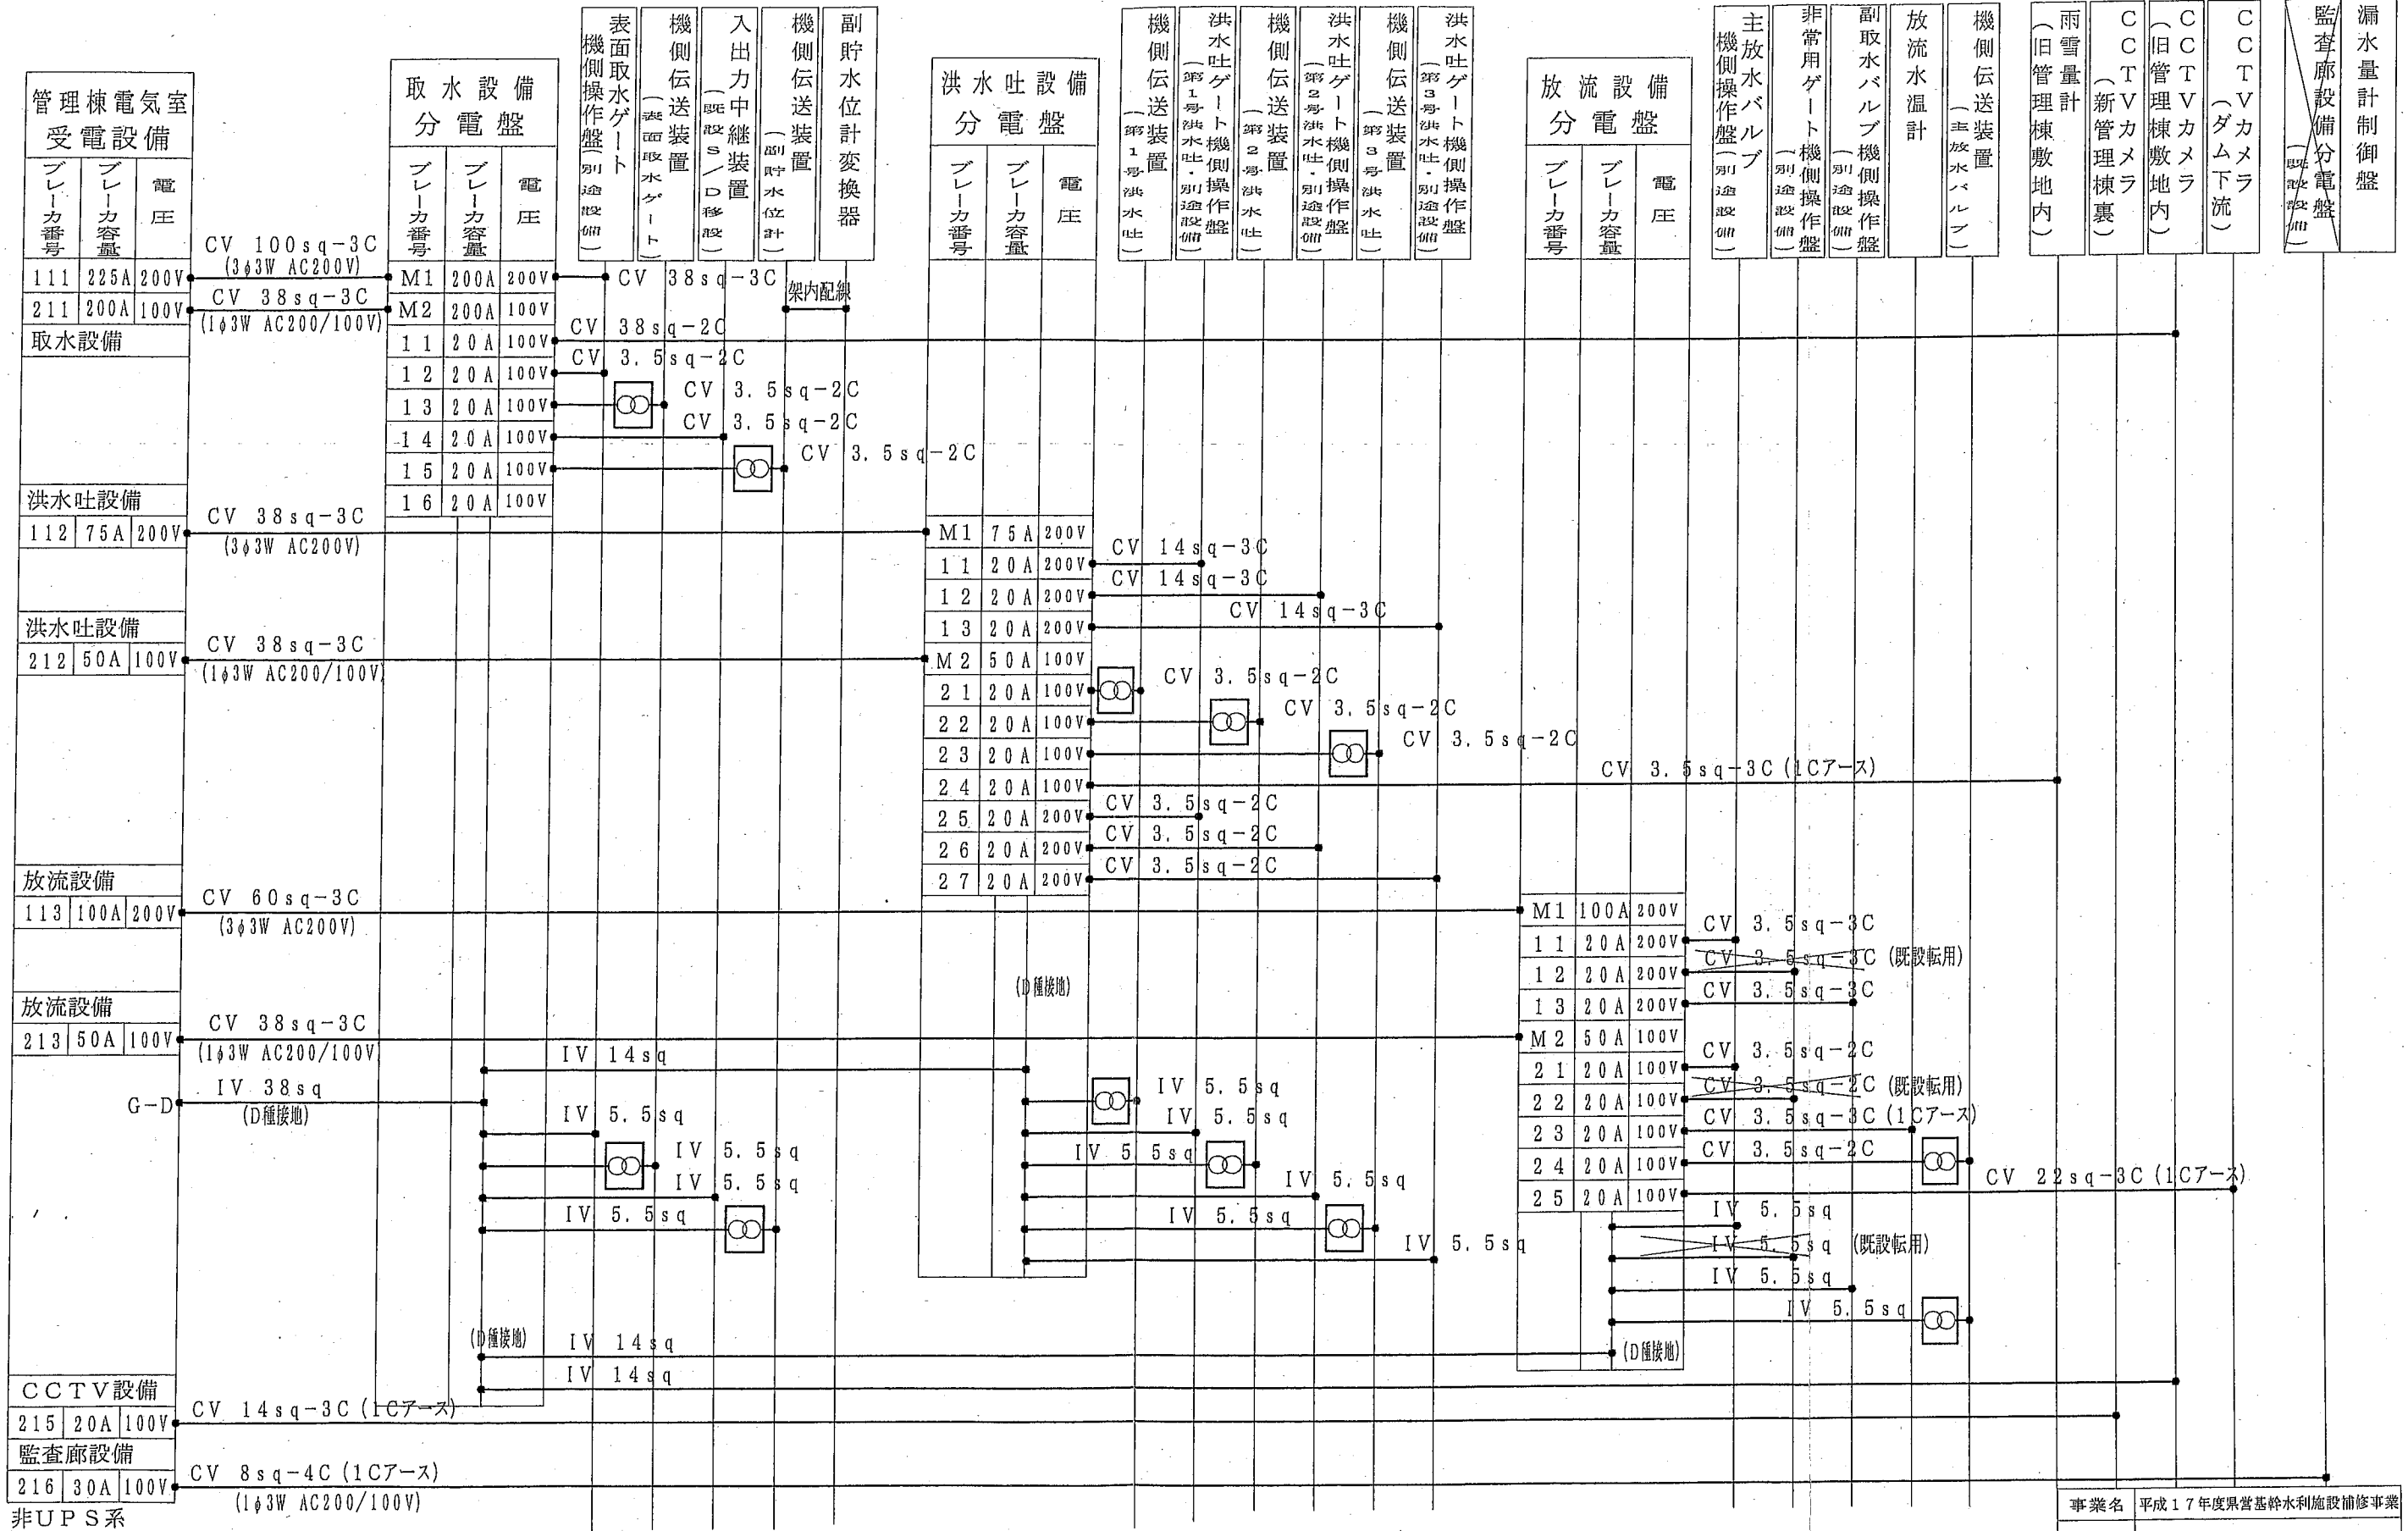 管理棟電気室
受電設備
ブレーカ番号
ブレーカ容量
電圧
111 225A 200V
211 200A 100V
取水設備
洪水吐設備
112 75A 200V
洪水吐設備
212 50A 100V
放流設備
113 100A 200V
放流設備
213 50A 100V
G-D
CCTV設備
215 20A 100V
監査廊設備
216 30A 100V
非UPS系
CV 100sq-3C
(3φ3W AC200V)
CV 38sq-3C
(1φ3W AC200/100V)
CV 38sq-3C
(3φ3W AC200V)
CV 38sq-3C
(1φ3W AC200/100V)
CV 60sq-3C
(3φ3W AC200V)
CV 38sq-3C
(1φ3W AC200/100V
IV 38sq
(D種接地)
CV 14sq-3C (1Cアース)
CV 8sq-4C (1Cアース)
(1φ3W AC200/100V)
取水設備
分電盤
ブレーカ番号
ブレーカ容量
電圧
M1 200A 200V
M2 200A 100V
11 20A 100V
12 20A 100V
13 20A 100V
14 20A 100V
15 20A 100V
16 20A 100V
表面取水ゲート
機側操作盤(別途設備)
機側伝送装置
(表面取水ゲート)
入出力中継装置
(既設S/D移設)
機側伝送装置
(副貯水位計)
副貯水位計変換器
CV 38sq-3C
架内配線
CV 38sq-2C
CV 3.5sq-2C
CV 3.5sq-2C
CV 3.5sq-2C
CV 3.5sq-2C
IV 14sq
IV 5.5sq
IV 5.5sq
IV 5.5sq
IV 5.5sq
(D種接地)
IV 14sq
IV 14sq
洪水吐設備
分電盤
ブレーカ番号
ブレーカ容量
電圧
M1 75A 200V
11 20A 200V
12 20A 200V
13 20A 200V
M2 50A 100V
21 20A 100V
22 20A 100V
23 20A 100V
24 20A 100V
25 20A 200V
26 20A 200V
27 20A 200V
(D種接地)
機側伝送装置
(第1号洪水吐)
洪水吐ゲート機側操作盤
(第1号洪水吐・別途設備)
機側伝送装置
(第2号洪水吐)
洪水吐ゲート機側操作盤
(第2号洪水吐・別途設備)
機側伝送装置
(第3号洪水吐)
洪水吐ゲート機側操作盤
(第3号洪水吐・別途設備)
CV 14sq-3C
CV 14sq-3C
CV 14sq-3C
CV 3.5sq-2C
CV 3.5sq-2C
CV 3.5sq-2C
CV 3.5sq-3C (1Cアース)
CV 3.5sq-2C
CV 3.5sq-2C
CV 3.5sq-2C
IV 5.5sq
IV 5.5sq
IV 5.5sq
IV 5.5sq
IV 5.5sq
IV 5.5sq
放流設備
分電盤
ブレーカ番号
ブレーカ容量
電圧
M1 100A 200V
11 20A 200V
12 20A 200V
13 20A 200V
M2 50A 100V
21 20A 100V
22 20A 100V
23 20A 100V
24 20A 100V
25 20A 100V
主放水バルブ
機側操作盤(別途設備)
非常用ゲート機側操作盤
(別途設備)
副取水バルブ機側操作盤
(別途設備)
放流水温計
機側伝送装置
(主放水バルブ)
CV 3.5sq-3C
CV 3.5sq-3C (既設転用)
CV 3.5sq-3C
CV 3.5sq-2C
CV 3.5sq-2C (既設転用)
CV 3.5sq-3C (1Cアース)
CV 3.5sq-2C
CV 22sq-3C (1Cアース)
IV 5.5sq
IV 5.5sq (既設転用)
IV 5.5sq
IV 5.5sq
(D種接地)
雨雪量計
(旧管理棟敷地内)
CCTVカメラ
(新管理棟裏)
CCTVカメラ
(旧管理棟敷地内)
CCTVカメラ
(ダム下流)
監査廊設備分電盤
(既設設備)
漏水量計制御盤
事業名 平成17年度県営基幹水利施設補修事業